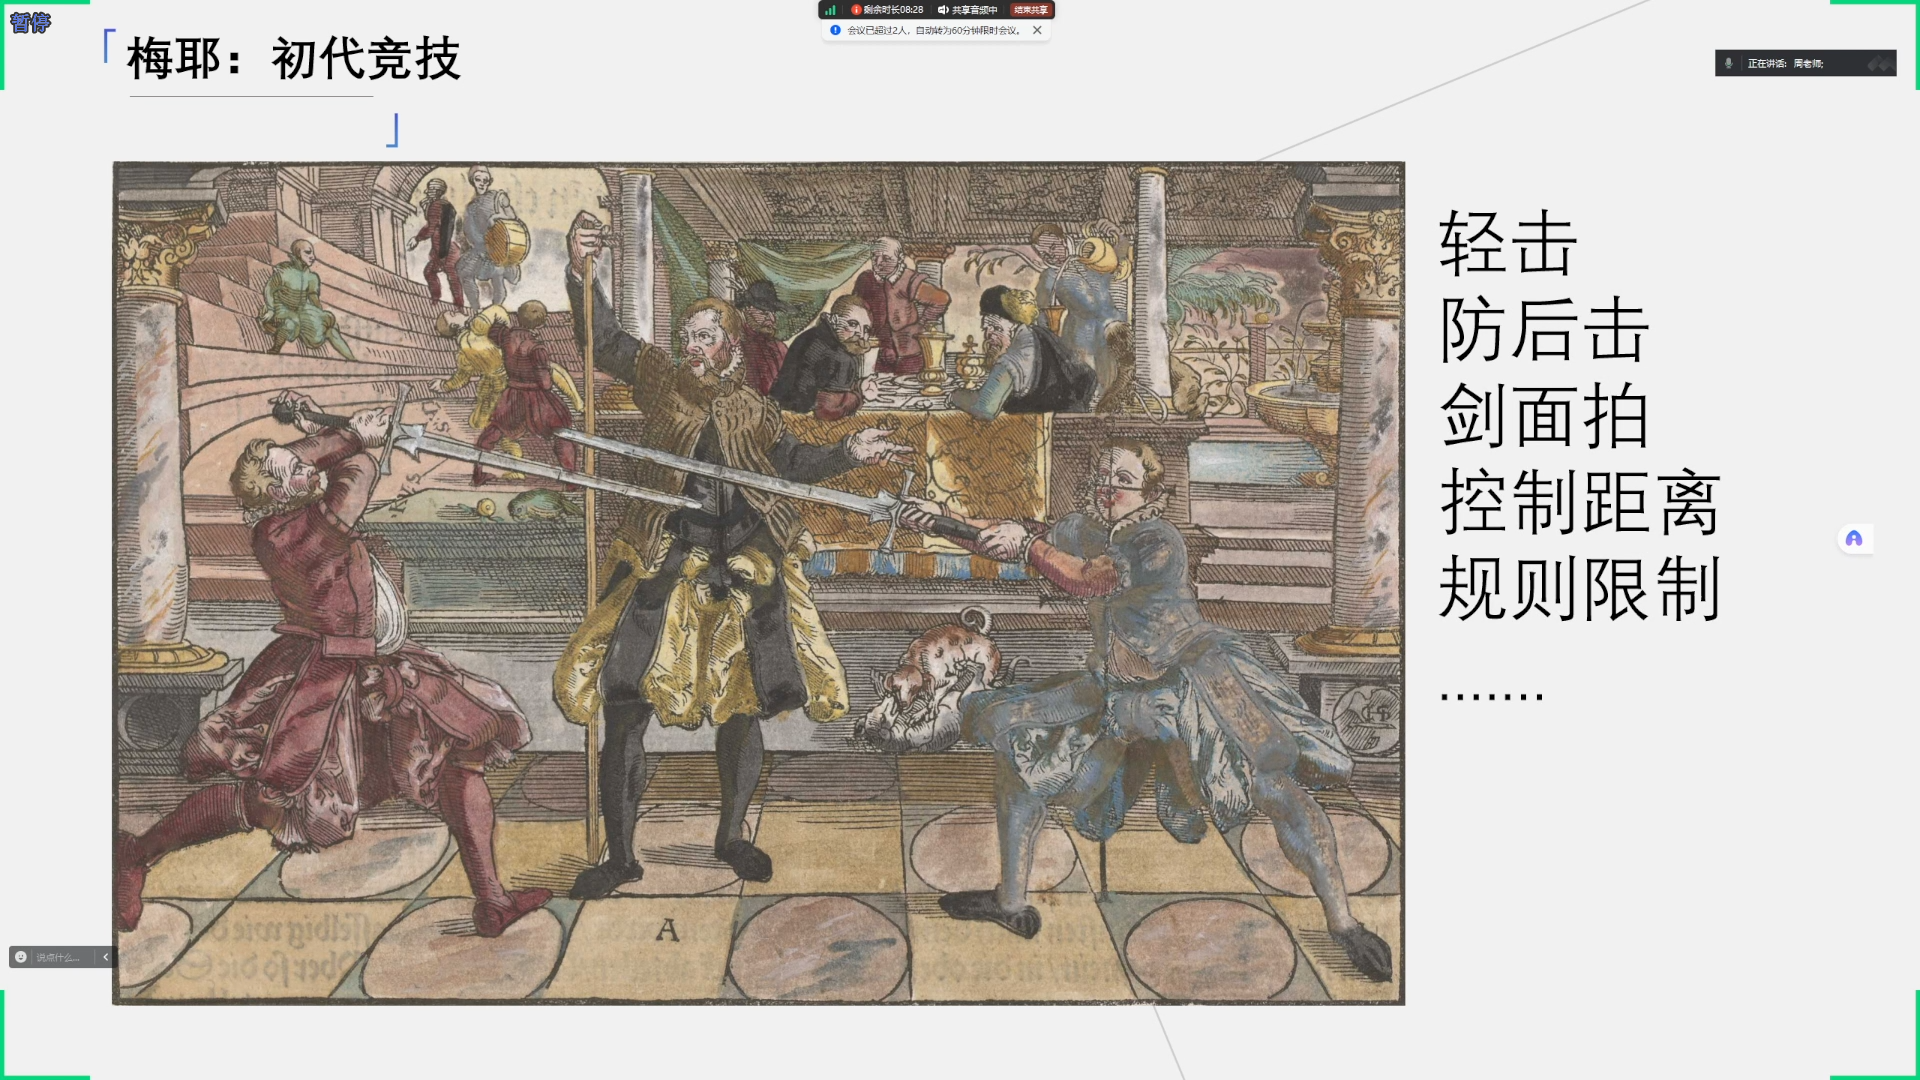 暂停
剩余时长08:28
共享音频中
结束共享
会议已超过2人，自动转为60分钟限时会议。
正在讲话: 周老师;
梅耶：初代竞技
轻击
防后击
剑面拍
控制距离
规则限制
.......
A
说点什么...